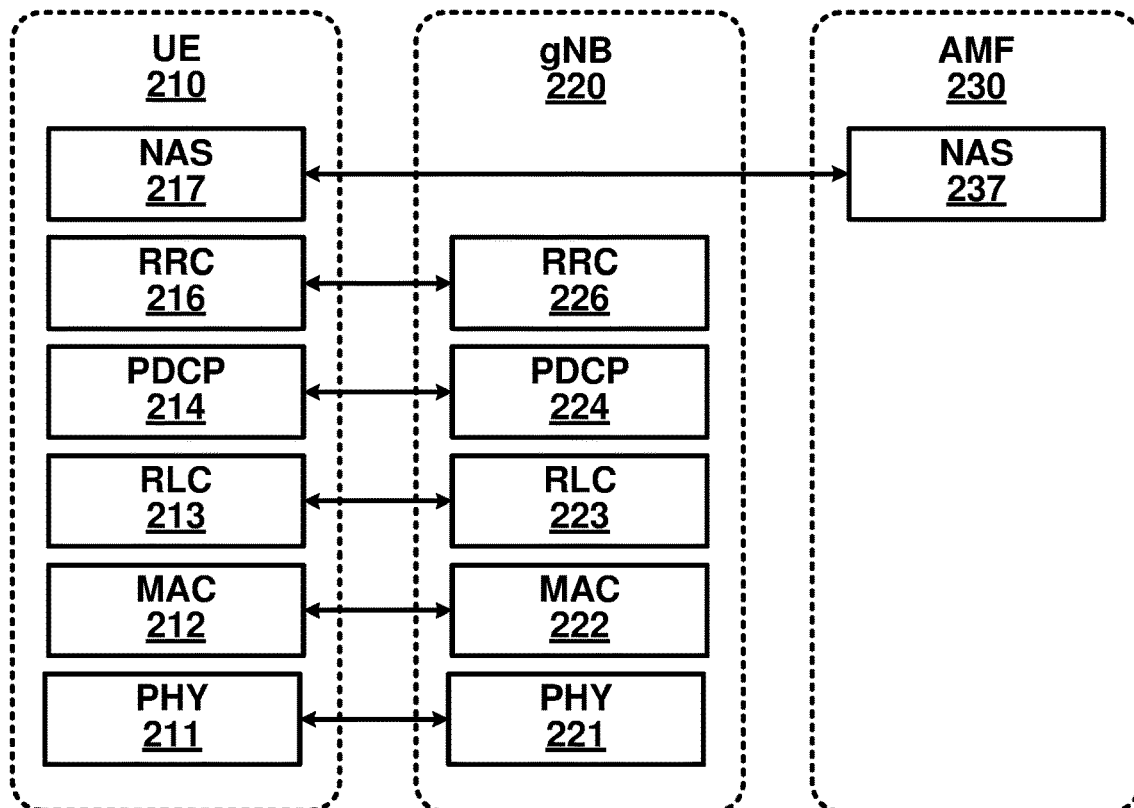 UE
210
gNB
220
AMF
230
NAS
217
NAS
237
RRC
216
RRC
226
PDCP
214
PDCP
224
RLC
213
RLC
223
MAC
212
MAC
222
PHY
211
PHY
221